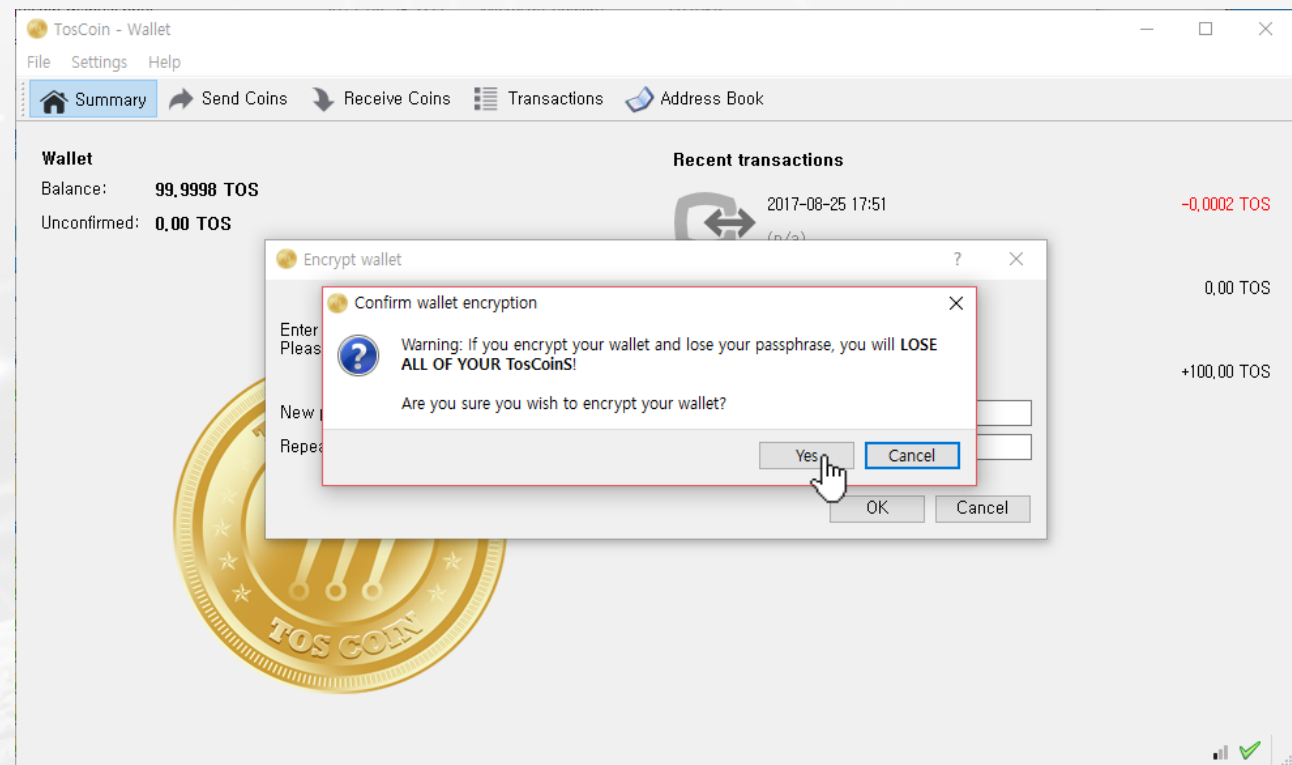 TosCoin - Wallet
File Settings Help
Summary Send Coins Receive Coins Transactions Address Book
Wallet
Balance: 99,9998 TOS
Unconfirmed: 0,00 TOS
Recent transactions
2017-08-25 17:51 -0,0002 TOS
(n/a)
0,00 TOS
+100,00 TOS
Encrypt wallet ?
Enter
Pleas
New
Repea
OK Cancel
Confirm wallet encryption
Warning: If you encrypt your wallet and lose your passphrase, you will LOSE
ALL OF YOUR TosCoinS!
Are you sure you wish to encrypt your wallet?
Yes Cancel
TOS COIN